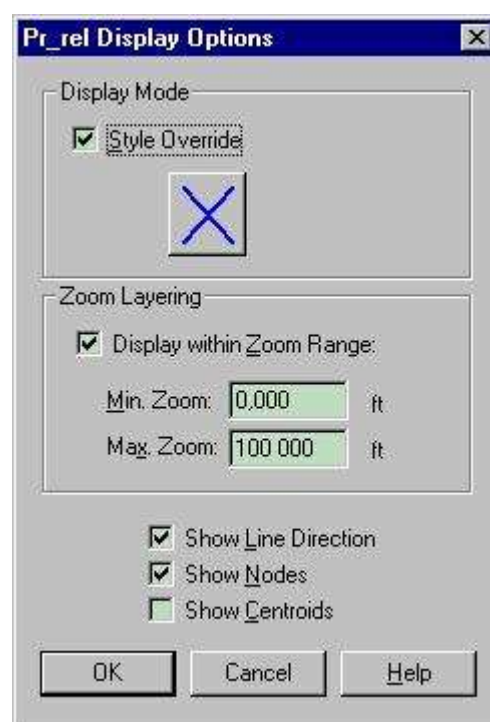 Pr_rel Display Options
Display Mode
Style Override
Zoom Layering
Display within Zoom Range:
Min. Zoom: 0,000 ft
Max. Zoom: 100 000 ft
Show Line Direction
Show Nodes
Show Centroids
OK Cancel Help